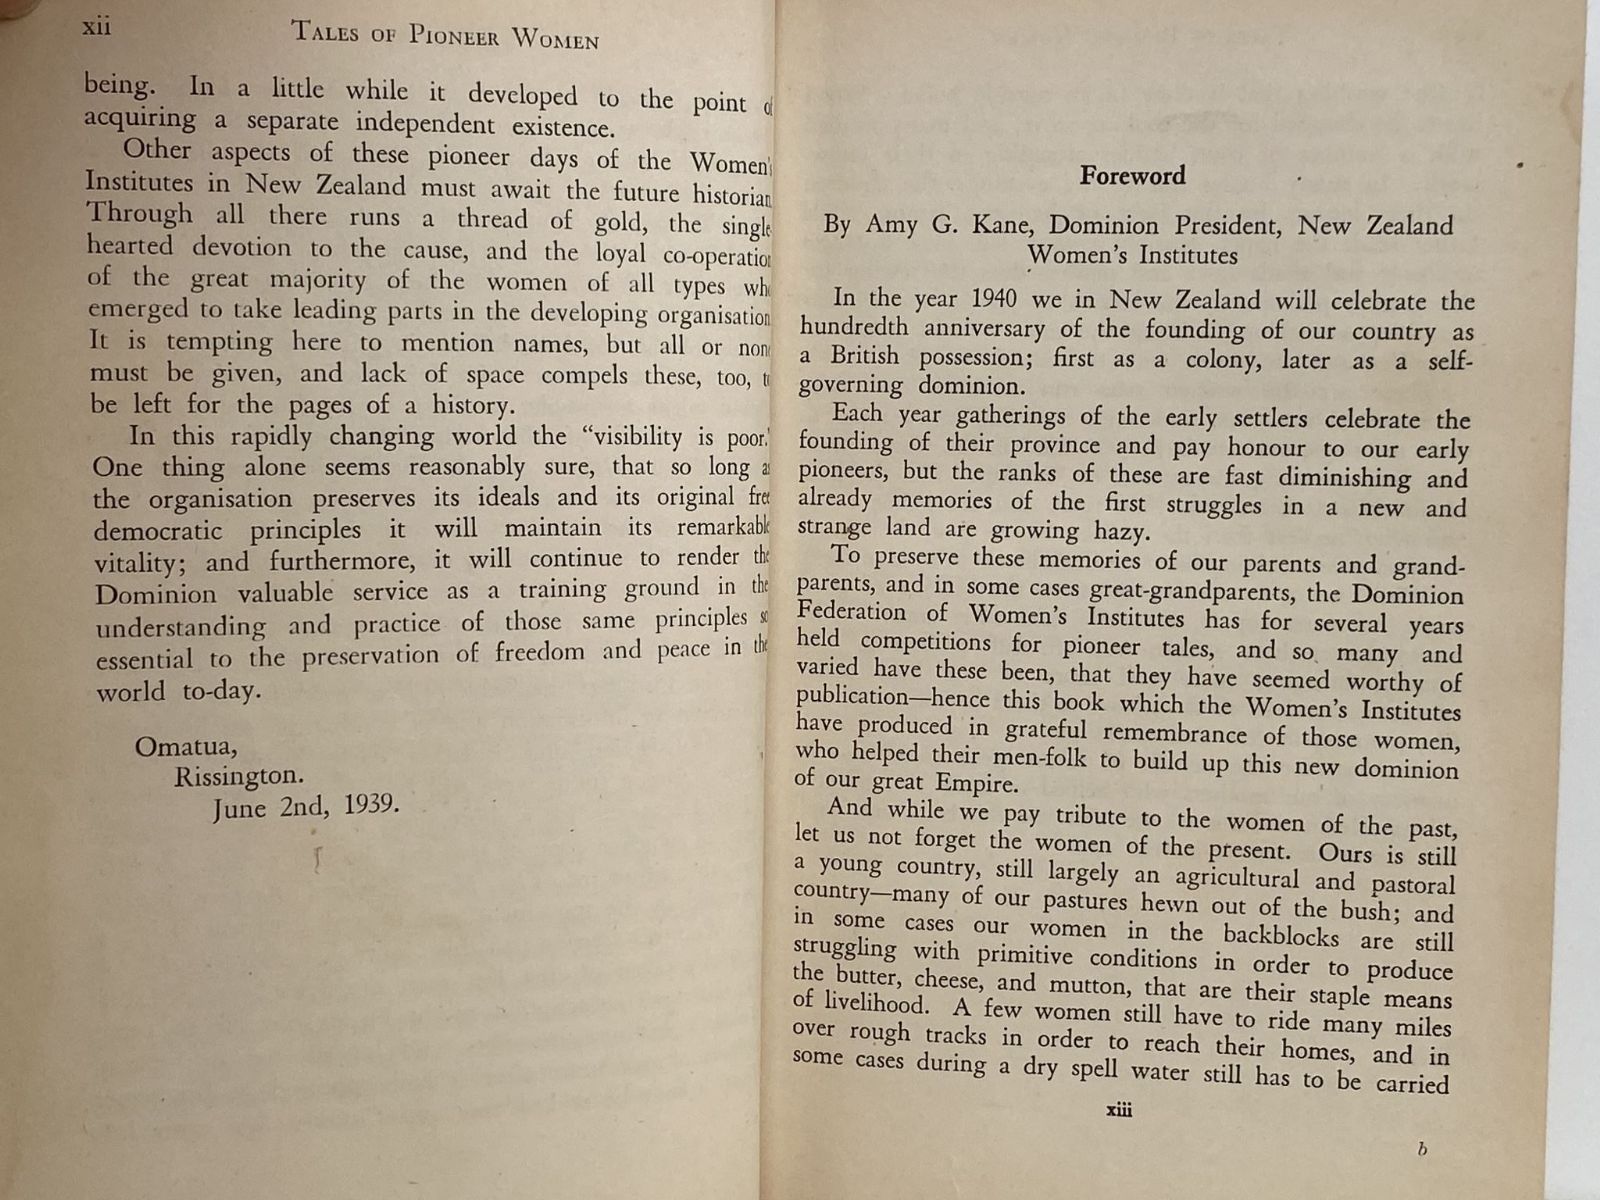 xii
TALES OF PIONEER WOMEN
being. In a little while it developed to the point of
acquiring a separate independent existence.
Other aspects of these pioneer days of the Women's
Institutes in New Zealand must await the future historian
Through all there runs a thread of gold, the single
hearted devotion to the cause, and the loyal co-operation
of the great majority of the women of all types who
emerged to take leading parts in the developing organisation
It is tempting here to mention names, but all or none
must be given, and lack of space compels these, too, to
be left for the pages of a history.
In this rapidly changing world the “visibility is poor.”
One thing alone seems reasonably sure, that so long as
the organisation preserves its ideals and its original free
democratic principles it will maintain its remarkable
vitality; and furthermore, it will continue to render the
Dominion valuable service as a training ground in the
understanding and practice of those same principles so
essential to the preservation of freedom and peace in the
world to-day.
Omatua,
Rissington.
June 2nd, 1939.
Foreword
By Amy G. Kane, Dominion President, New Zealand
Women's Institutes
In the year 1940 we in New Zealand will celebrate the
hundredth anniversary of the founding of our country as
a British possession; first as a colony, later as a self-
governing dominion.
Each year gatherings of the early settlers celebrate the
founding of their province and pay honour to our early
pioneers, but the ranks of these are fast diminishing and
already memories of the first struggles in a new and
strange land are growing hazy.
To preserve these memories of our parents and grand-
parents, and in some cases great-grandparents, the Dominion
Federation of Women's Institutes has for several years
held competitions for pioneer tales, and so many and
varied have these been, that they have seemed worthy of
publication—hence this book which the Women's Institutes
have produced in grateful remembrance of those women,
who helped their men-folk to build up this new dominion
of our great Empire.
And while we pay tribute to the women of the past,
let us not forget the women of the present. Ours is still
a young country, still largely an agricultural and pastoral
country—many of our pastures hewn out of the bush; and
in some cases our women in the backblocks are still
struggling with primitive conditions in order to produce
the butter, cheese, and mutton, that are their staple means
of livelihood. A few women still have to ride many miles
over rough tracks in order to reach their homes, and in
some cases during a dry spell water still has to be carried
xiii
b